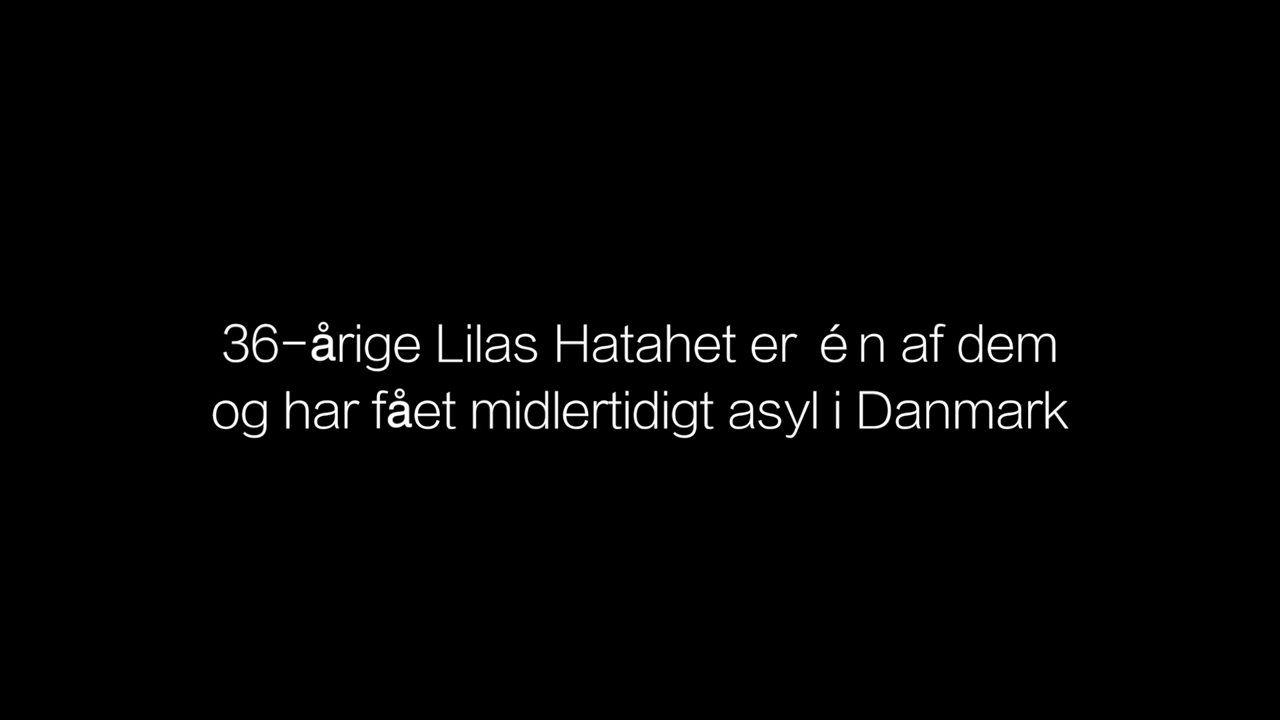 36-årige Lilas Hatahet er én af dem
og har fået midlertidigt asyl i Danmark